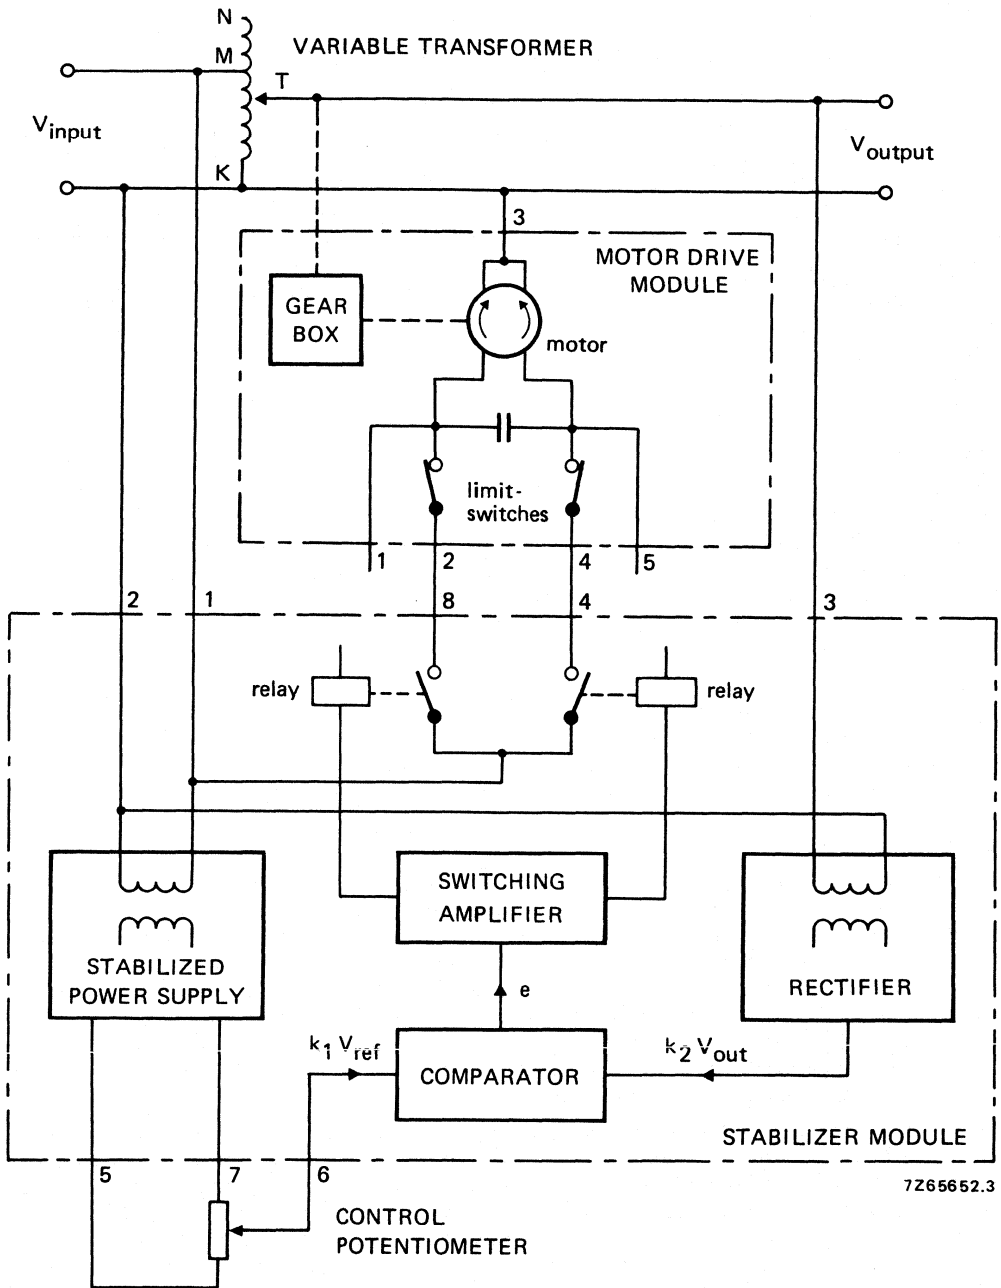 N
VARIABLE TRANSFORMER
M
T
V input
V output
K
3
MOTOR DRIVE
MODULE
GEAR
BOX
motor
limit-
switches
1
2
4
5
2
1
8
4
3
relay
relay
SWITCHING
AMPLIFIER
STABILIZED
POWER SUPPLY
RECTIFIER
e
k1 Vref
k2 Vout
COMPARATOR
STABILIZER MODULE
5
7
6
7Z65652.3
CONTROL
POTENTIOMETER